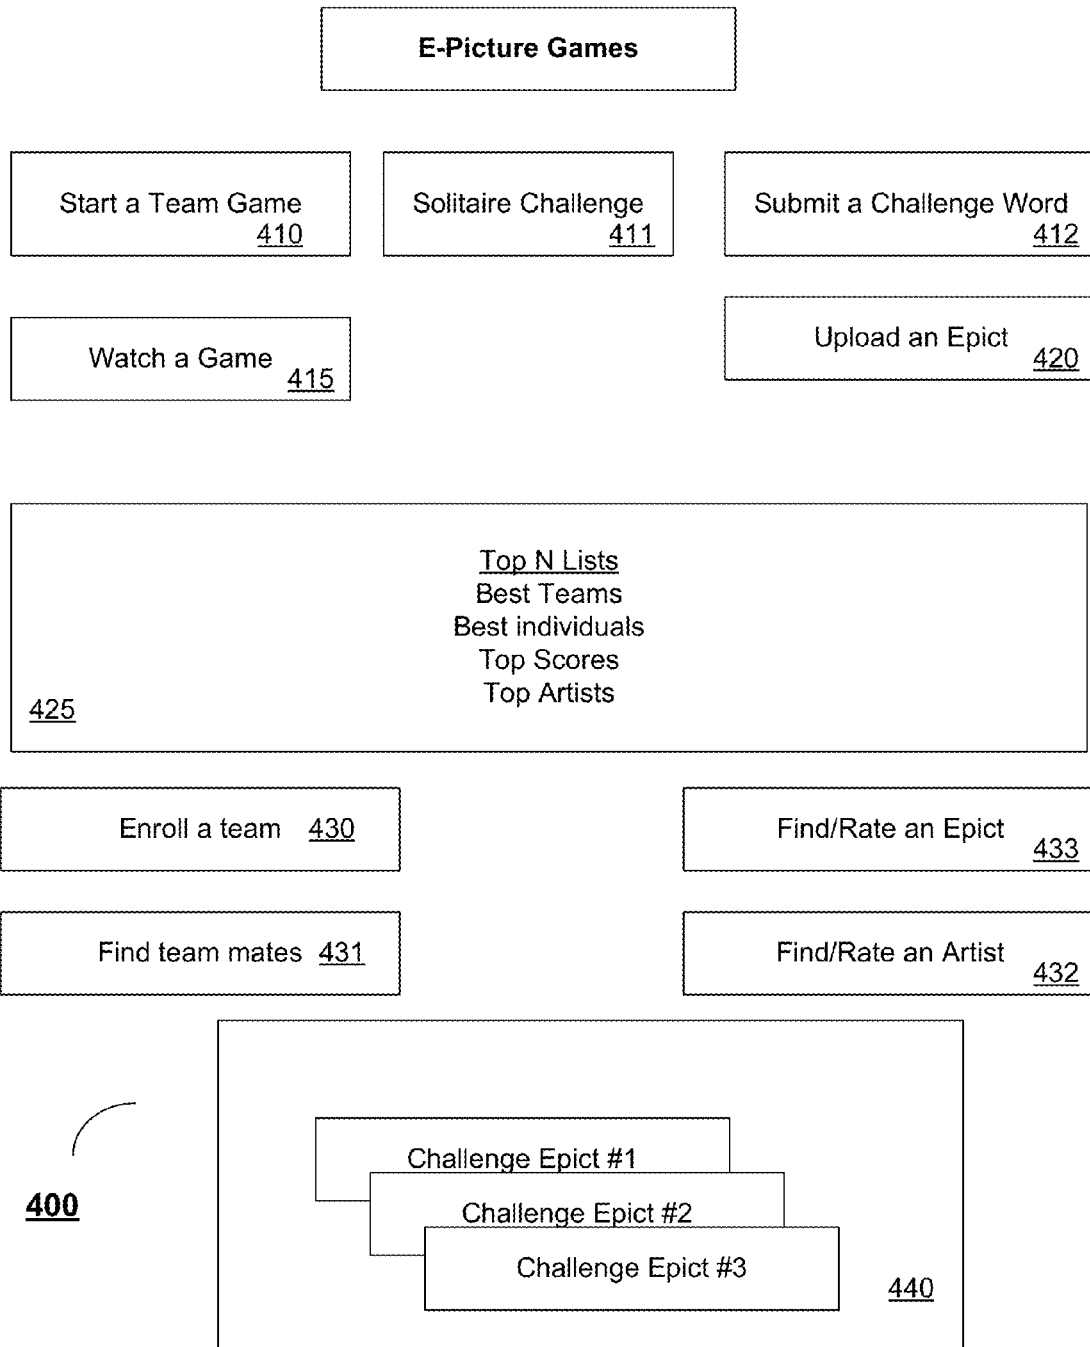 E-Picture Games
Start a Team Game
410
Solitaire Challenge
411
Submit a Challenge Word
412
Watch a Game
415
Upload an Epict
420
Top N Lists
Best Teams
Best individuals
Top Scores
Top Artists
425
Enroll a team 430
Find/Rate an Epict
433
Find team mates 431
Find/Rate an Artist
432
Challenge Epict #1
Challenge Epict #2
Challenge Epict #3
440
400